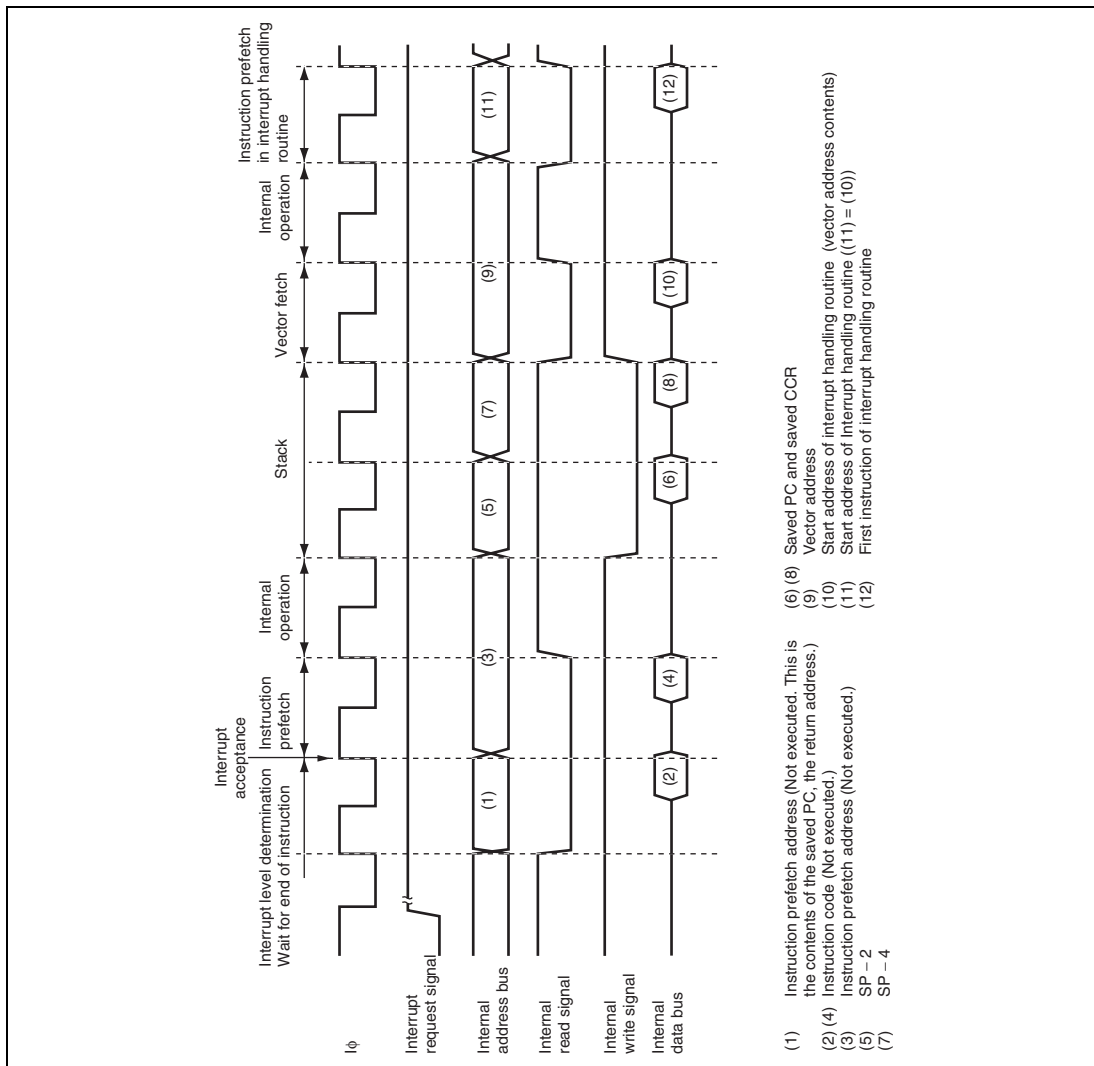 Interrupt level determination
Wait for end of instruction
Interrupt
acceptance
Instruction
prefetch
Internal
operation
Stack
Vector fetch
Internal
operation
Instruction prefetch
in interrupt handling
routine
Iφ
Interrupt
request signal
Internal
address bus
(1)
(3)
(5)
(7)
(9)
(11)
Internal
read signal
Internal
write signal
Internal
data bus
(2)
(4)
(6)
(8)
(10)
(12)
(1) Instruction prefetch address (Not executed. This is
the contents of the saved PC, the return address.)
(2) (4) Instruction code (Not executed.)
(3) Instruction prefetch address (Not executed.)
(5) SP – 2
(7) SP – 4
(6) (8) Saved PC and saved CCR
(9) Vector address
(10) Start address of interrupt handling routine (vector address contents)
(11) Start address of Interrupt handling routine ((11) = (10))
(12) First instruction of interrupt handling routine